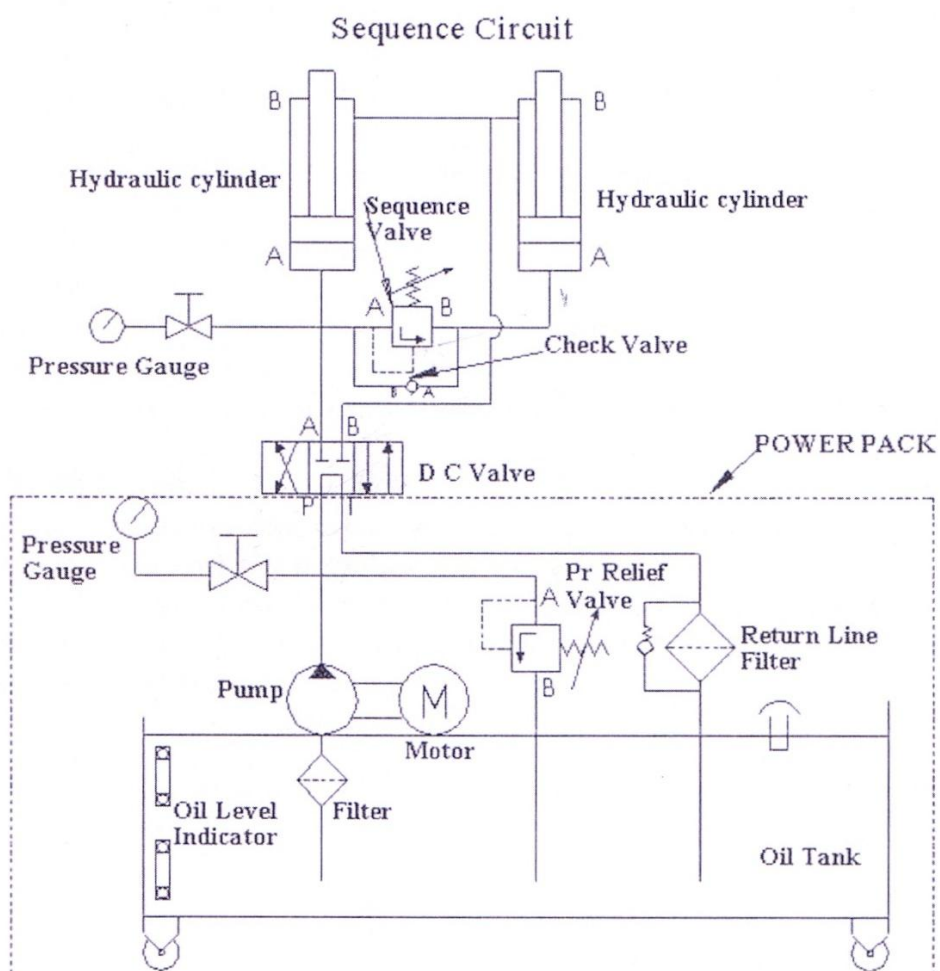 Sequence Circuit
B
B
Hydraulic cylinder
Sequence
Valve
Hydraulic cylinder
A
A
A
B
y
Pressure Gauge
Check Valve
B
A
A
B
POWER PACK
D C Valve
P
T
Pressure
Gauge
Pr Relief
A
Valve
Return Line
Filter
B
Pump
M
Motor
Oil Level
Indicator
Filter
Oil Tank